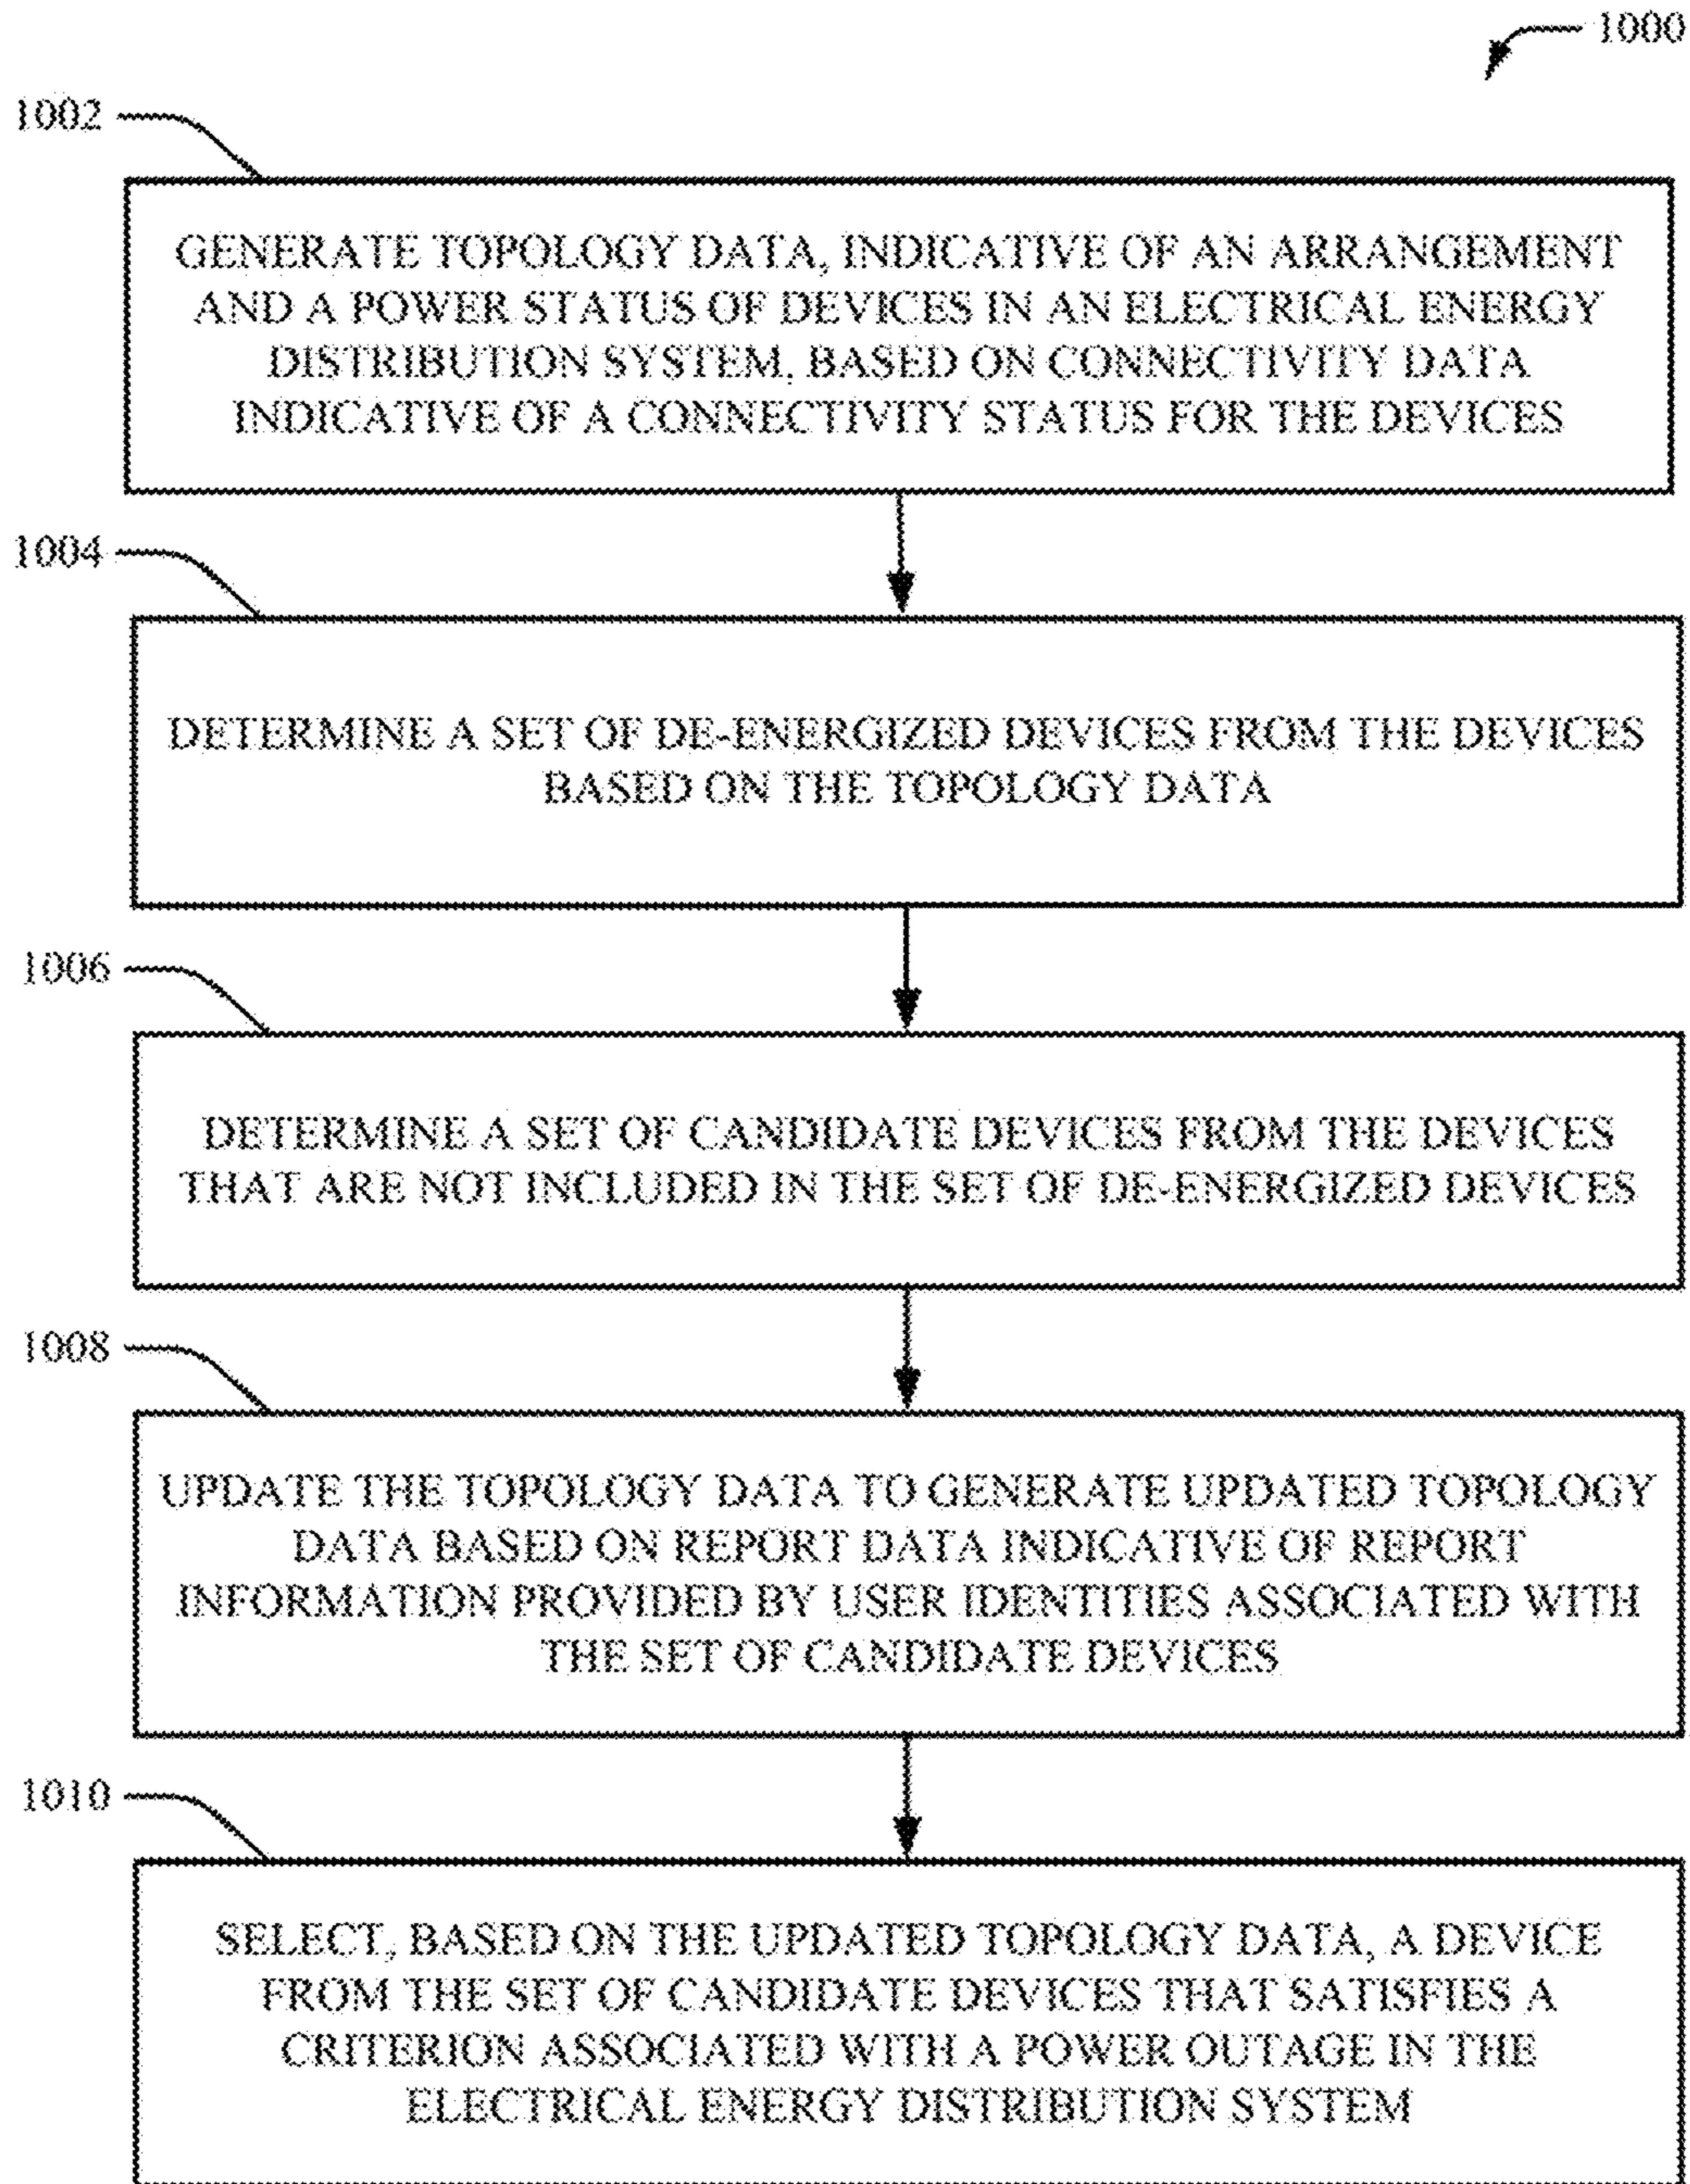 1000
1002
GENERATE TOPOLOGY DATA, INDICATIVE OF AN ARRANGEMENT
AND A POWER STATUS OF DEVICES IN AN ELECTRICAL ENERGY
DISTRIBUTION SYSTEM, BASED ON CONNECTIVITY DATA
INDICATIVE OF A CONNECTIVITY STATUS FOR THE DEVICES
1004
DETERMINE A SET OF DE-ENERGIZED DEVICES FROM THE DEVICES
BASED ON THE TOPOLOGY DATA
1006
DETERMINE A SET OF CANDIDATE DEVICES FROM THE DEVICES
THAT ARE NOT INCLUDED IN THE SET OF DE-ENERGIZED DEVICES
1008
UPDATE THE TOPOLOGY DATA TO GENERATE UPDATED TOPOLOGY
DATA BASED ON REPORT DATA INDICATIVE OF REPORT
INFORMATION PROVIDED BY USER IDENTITIES ASSOCIATED WITH
THE SET OF CANDIDATE DEVICES
1010
SELECT, BASED ON THE UPDATED TOPOLOGY DATA, A DEVICE
FROM THE SET OF CANDIDATE DEVICES THAT SATISFIES A
CRITERION ASSOCIATED WITH A POWER OUTAGE IN THE
ELECTRICAL ENERGY DISTRIBUTION SYSTEM